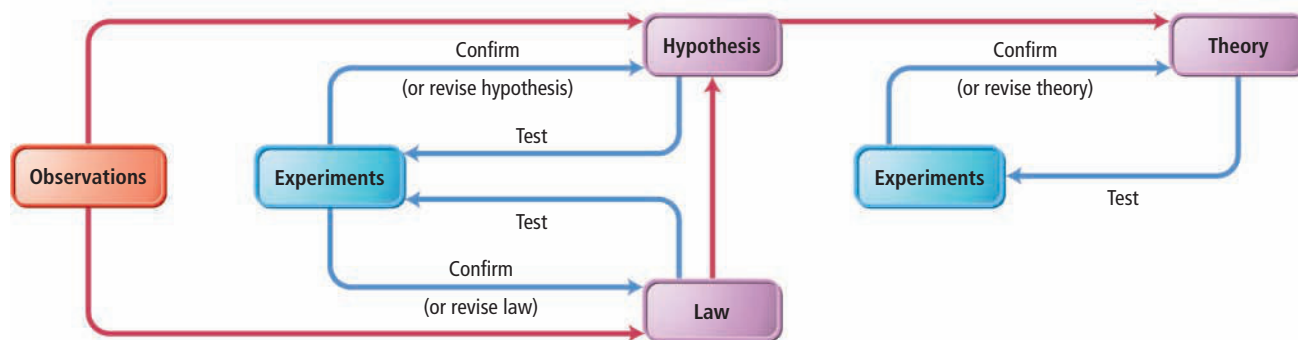 Hypothesis
Theory
Confirm
(or revise hypothesis)
Confirm
(or revise theory)
Test
Observations
Experiments
Experiments
Test
Test
Confirm
(or revise law)
Law